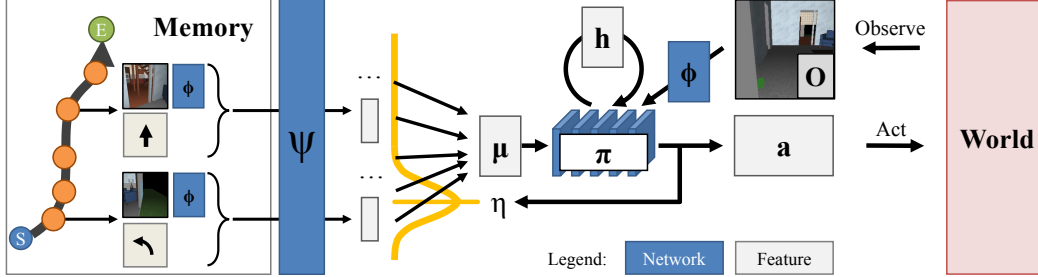 E
Memory
ϕ
S
ϕ
ψ
...
...
μ
η
h
π
ϕ
O
Observe
a
Act
World
Legend:
Network
Feature